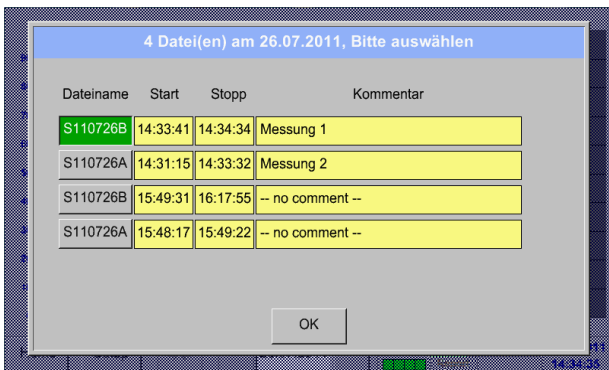 4 Datei(en) am 26.07.2011, Bitte auswählen
Dateiname Start Stopp Kommentar
S110726B 14:33:41 14:34:34 Messung 1
S110726A 14:31:15 14:33:32 Messung 2
S110726B 15:49:31 16:17:55 -- no comment --
S110726A 15:48:17 15:49:22 -- no comment --
OK
14:34:35